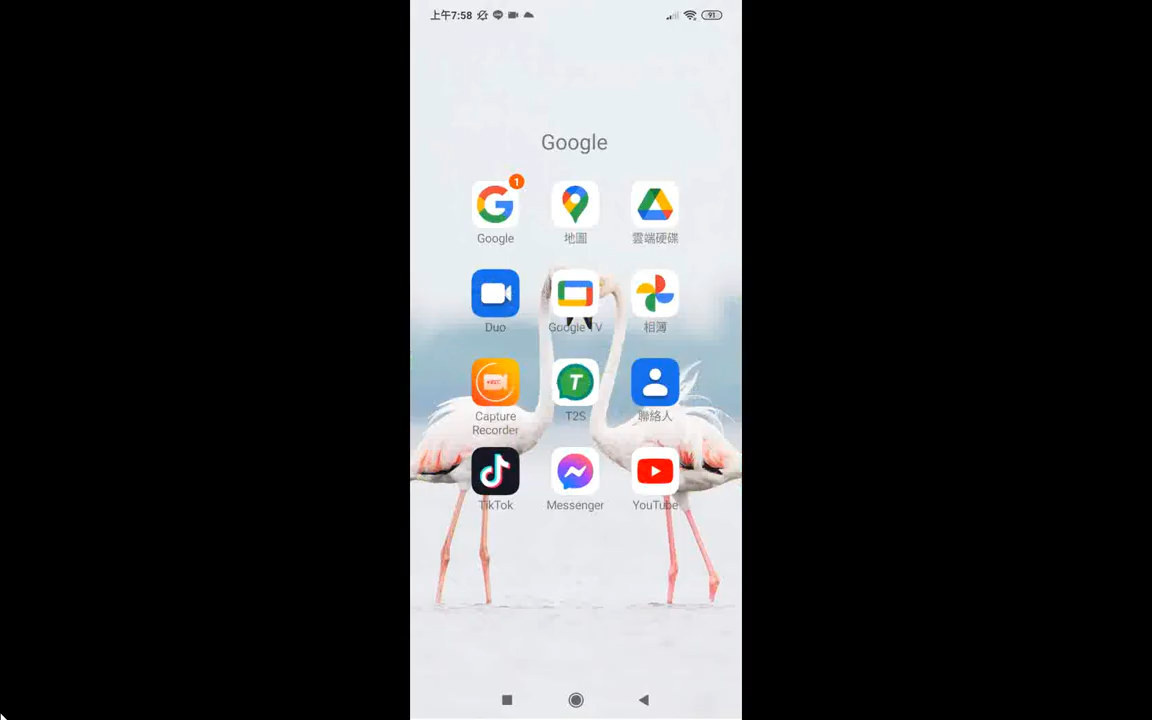 上午7:58
91
Google
1
Google
地圖
雲端硬碟
Duo
Google TV
相簿
Capture
Recorder
T2S
聯絡人
TikTok
Messenger
YouTube